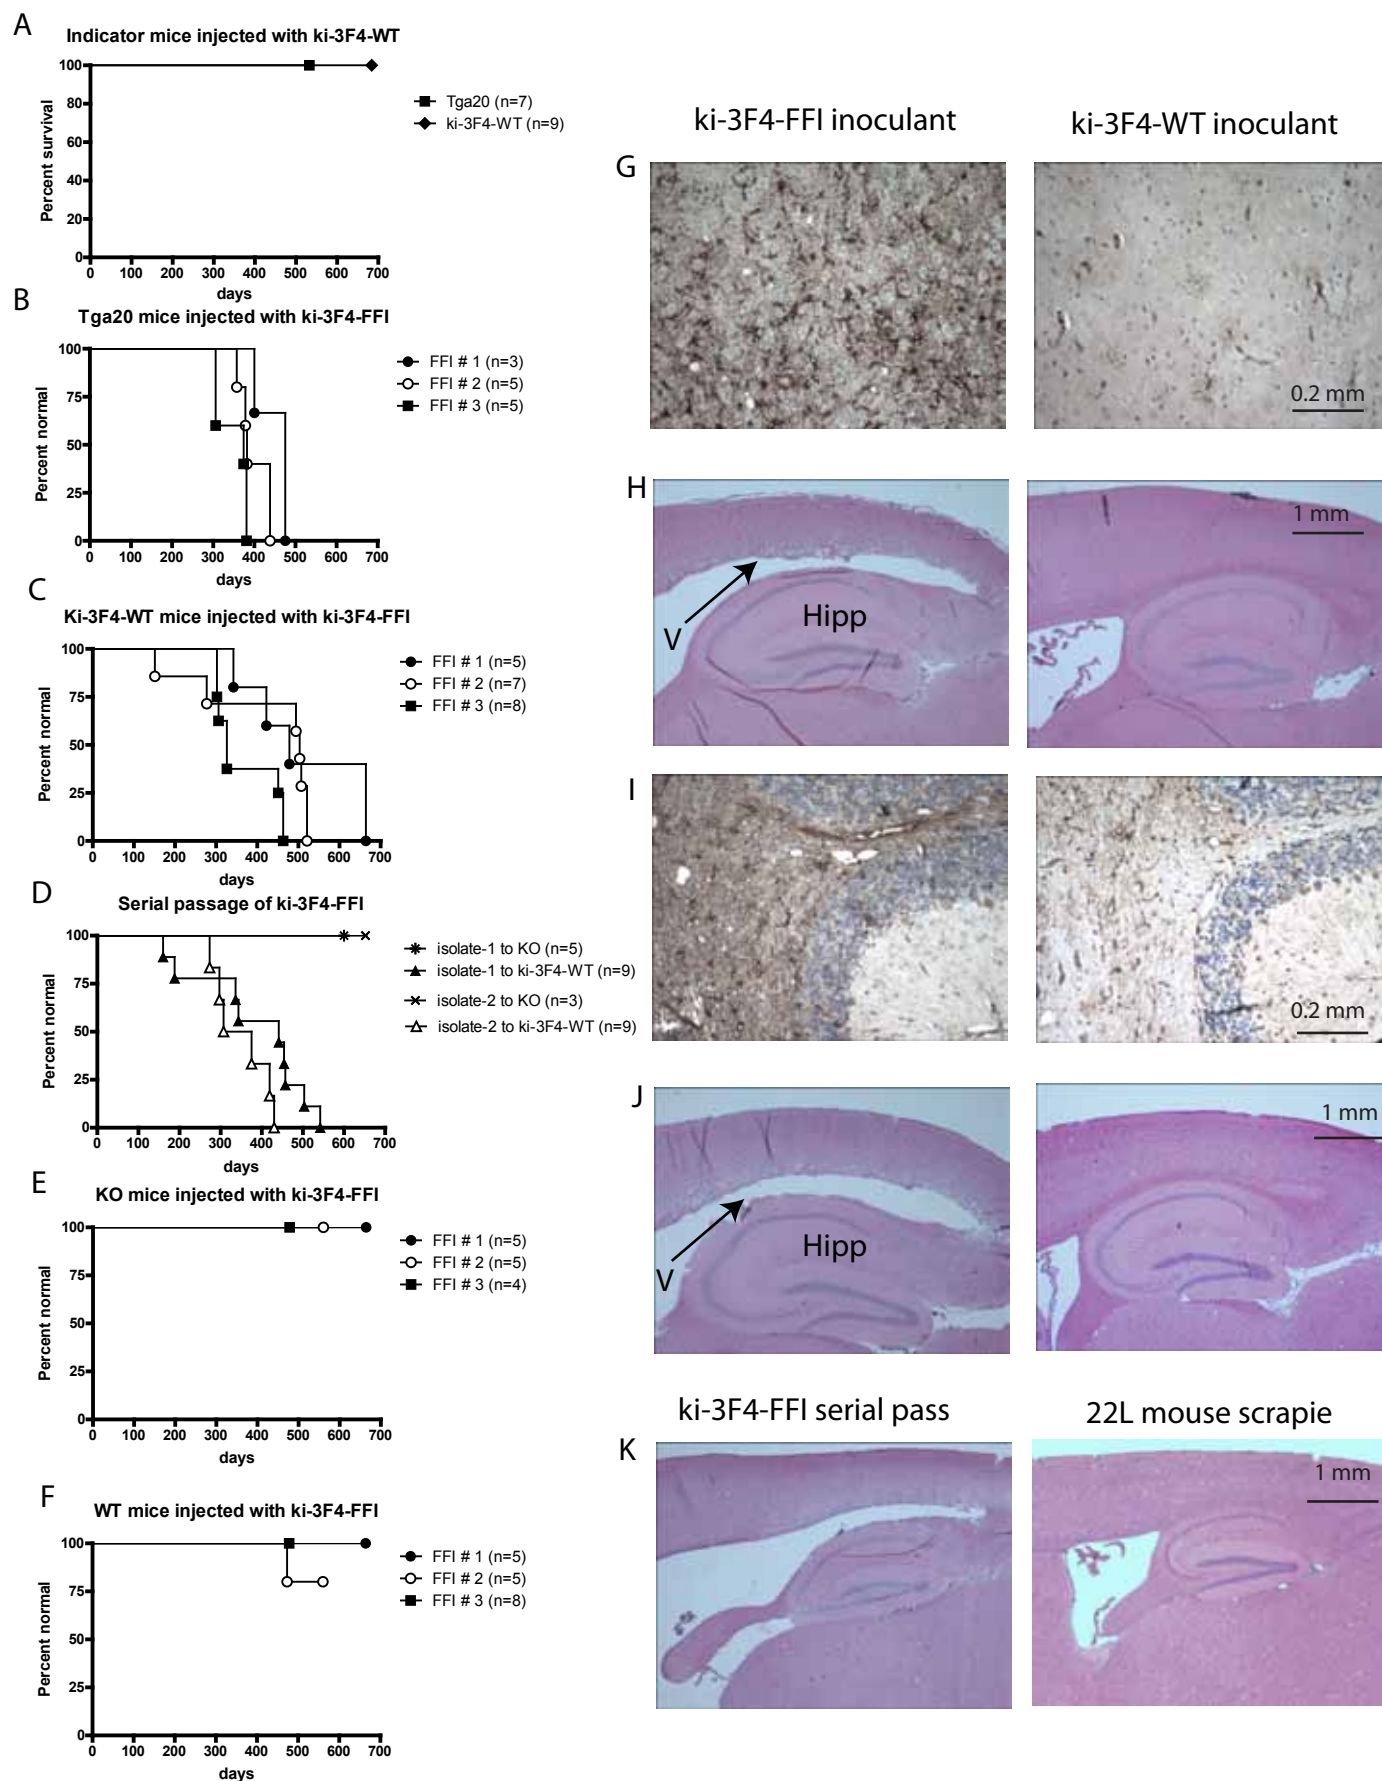 A
Indicator mice injected with ki-3F4-WT
100
80
60
40
20
0
Percent survival
0 100 200 300 400 500 600 700
days
Tga20 (n=7)
ki-3F4-WT (n=9)
B
Tga20 mice injected with ki-3F4-FFI
100
75
50
25
0
Percent normal
0 100 200 300 400 500 600 700
days
FFI # 1 (n=3)
FFI # 2 (n=5)
FFI # 3 (n=5)
C
Ki-3F4-WT mice injected with ki-3F4-FFI
100
75
50
25
0
Percent normal
0 100 200 300 400 500 600 700
days
FFI # 1 (n=5)
FFI # 2 (n=7)
FFI # 3 (n=8)
D
Serial passage of ki-3F4-FFI
100
75
50
25
0
Percent normal
0 100 200 300 400 500 600 700
days
isolate-1 to KO (n=5)
isolate-1 to ki-3F4-WT (n=9)
isolate-2 to KO (n=3)
isolate-2 to ki-3F4-WT (n=9)
E
KO mice injected with ki-3F4-FFI
100
75
50
25
0
Percent normal
0 100 200 300 400 500 600 700
days
FFI # 1 (n=5)
FFI # 2 (n=5)
FFI # 3 (n=4)
F
WT mice injected with ki-3F4-FFI
100
75
50
25
0
Percent normal
0 100 200 300 400 500 600 700
days
FFI # 1 (n=5)
FFI # 2 (n=5)
FFI # 3 (n=8)
ki-3F4-FFI inoculant
ki-3F4-WT inoculant
G
0.2 mm
H
V
Hipp
1 mm
I
0.2 mm
J
V
Hipp
1 mm
ki-3F4-FFI serial pass
22L mouse scrapie
K
1 mm